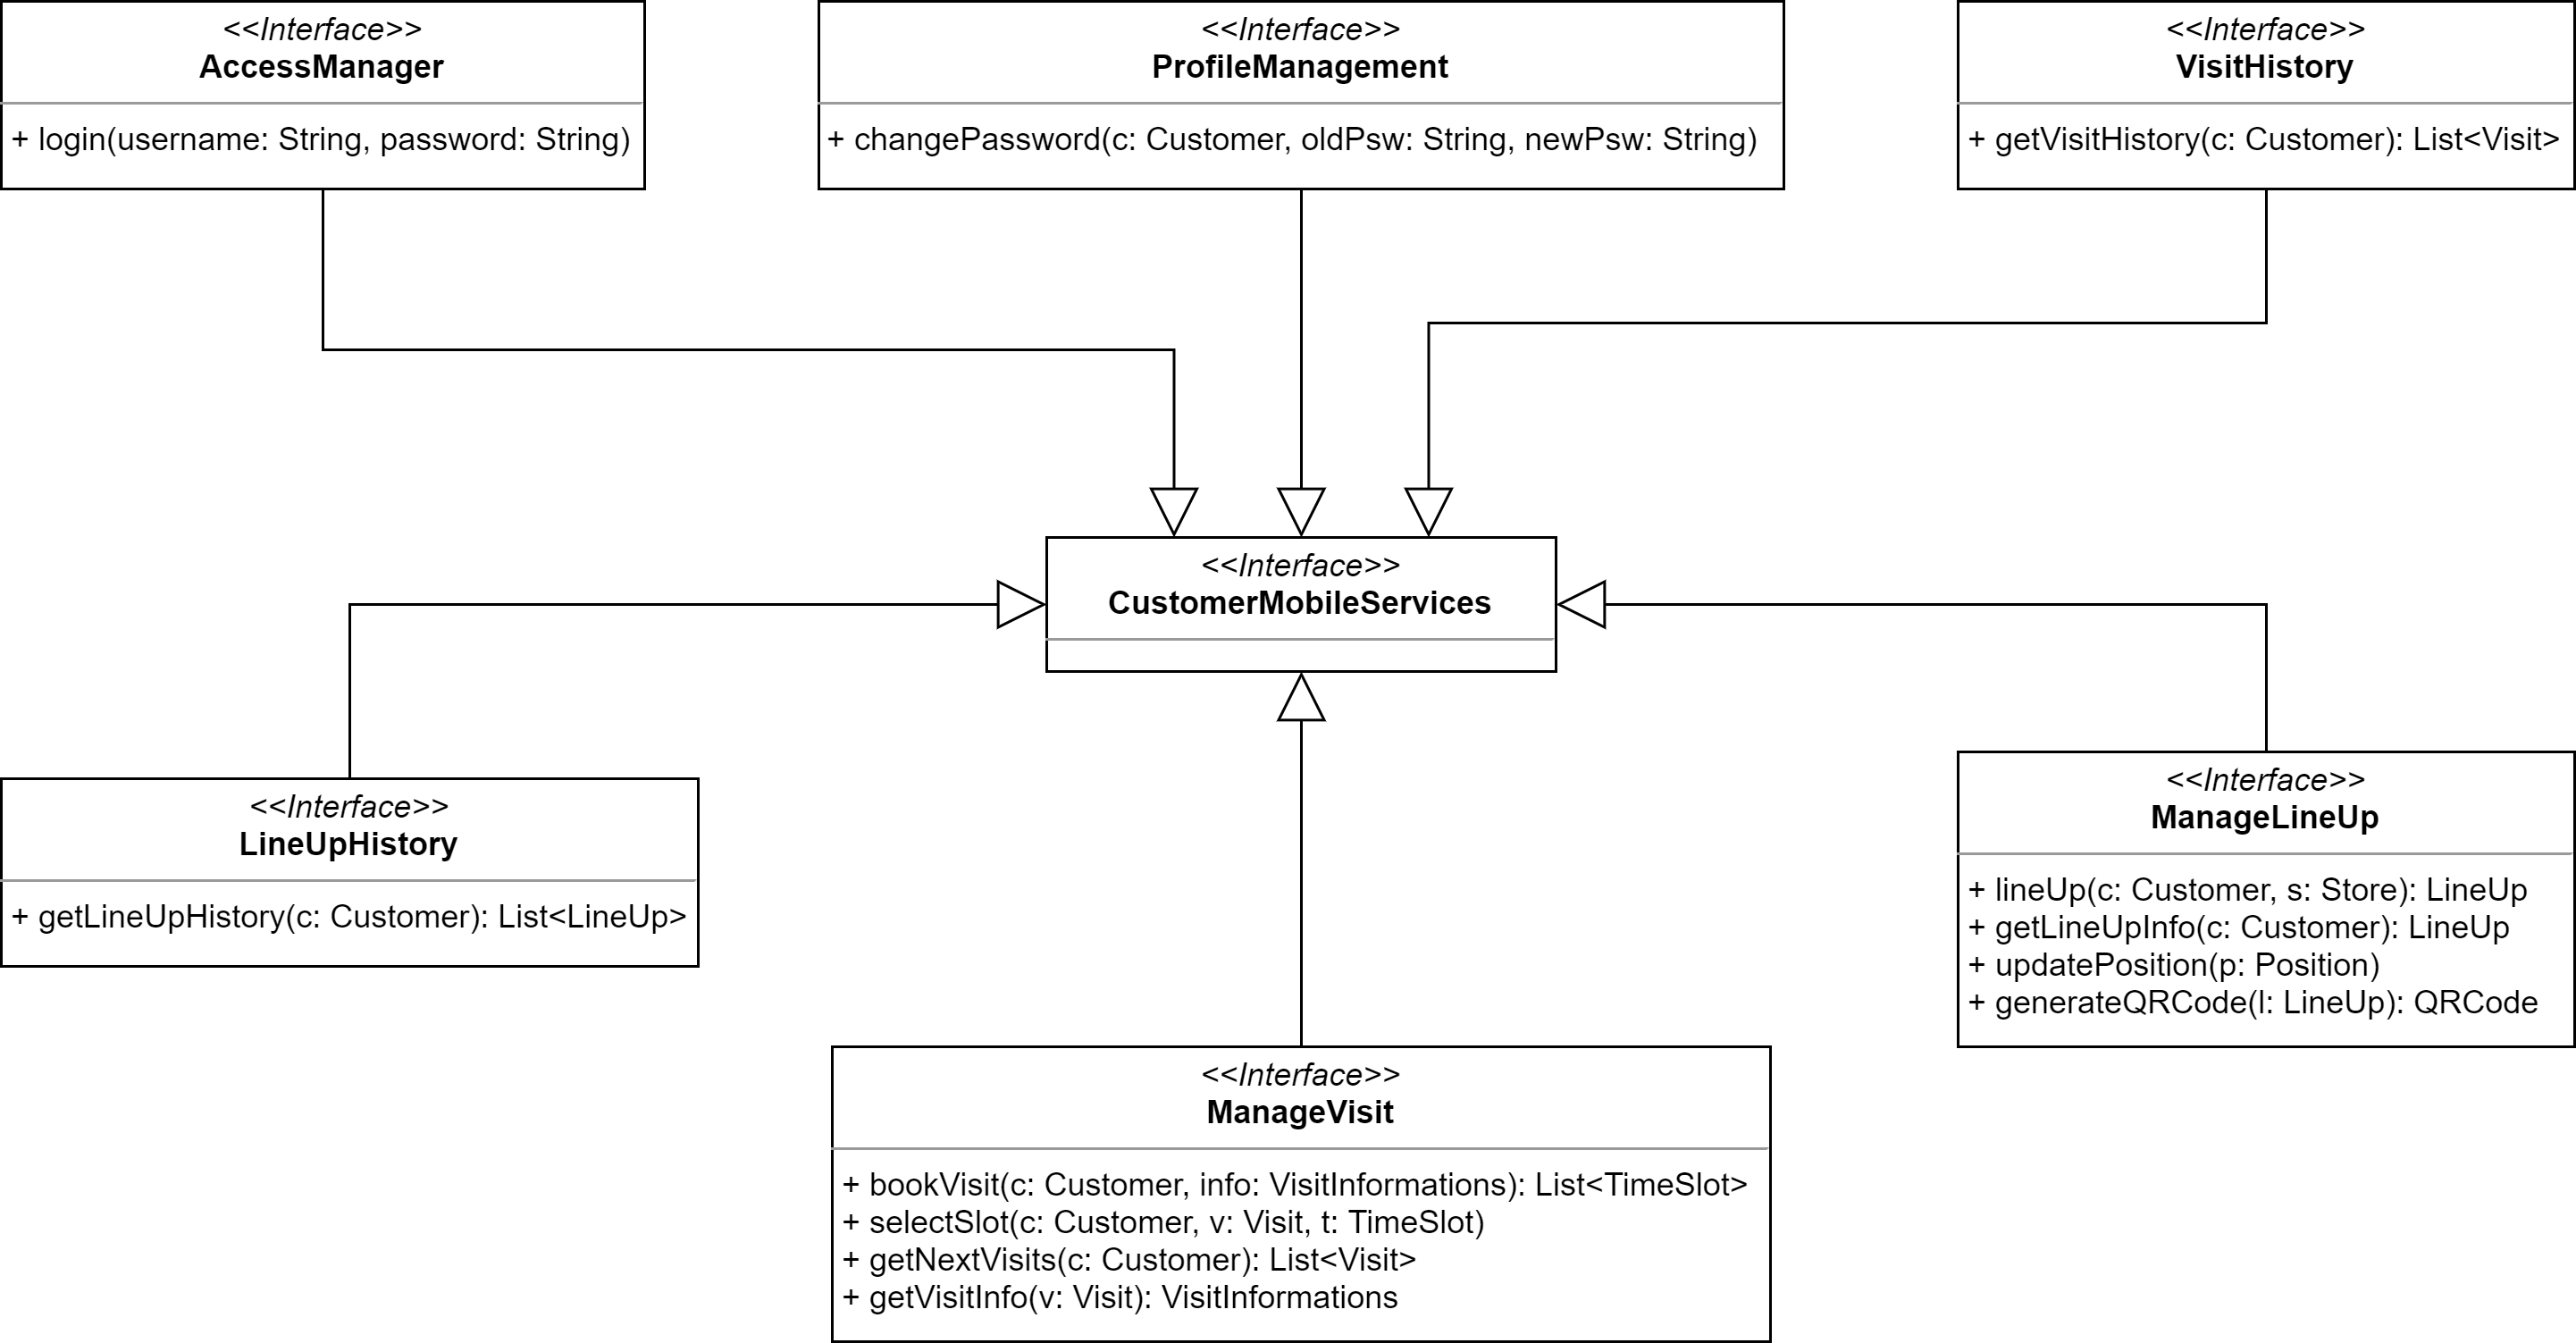 <<Interface>>
AccessManager
+ login(username: String, password: String)
<<Interface>>
ProfileManagement
+ changePassword(c: Customer, oldPsw: String, newPsw: String)
<<Interface>>
VisitHistory
+ getVisitHistory(c: Customer): List<Visit>
<<Interface>>
CustomerMobileServices
<<Interface>>
LineUpHistory
+ getLineUpHistory(c: Customer): List<LineUp>
<<Interface>>
ManageLineUp
+ lineUp(c: Customer, s: Store): LineUp
+ getLineUpInfo(c: Customer): LineUp
+ updatePosition(p: Position)
+ generateQRCode(l: LineUp): QRCode
<<Interface>>
ManageVisit
+ bookVisit(c: Customer, info: VisitInformations): List<TimeSlot>
+ selectSlot(c: Customer, v: Visit, t: TimeSlot)
+ getNextVisits(c: Customer): List<Visit>
+ getVisitInfo(v: Visit): VisitInformations